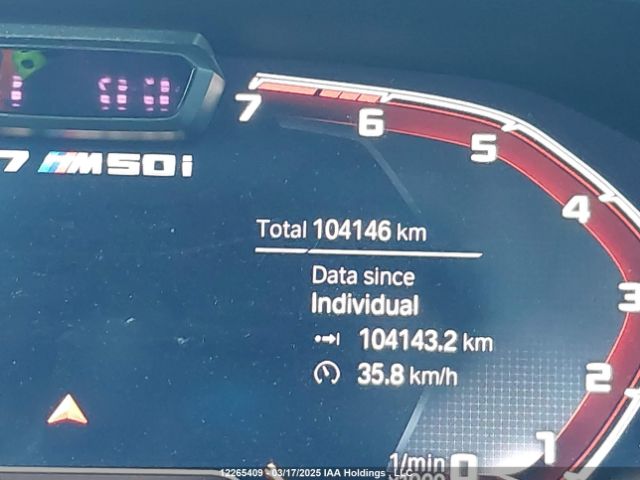 7 M50i
7
6
5
4
3
2
1
0
Total 104146 km
Data since
Individual
104143.2 km
35.8 km/h
1/min
12265409 - 03/17/2025 IAA Holdings , LLC